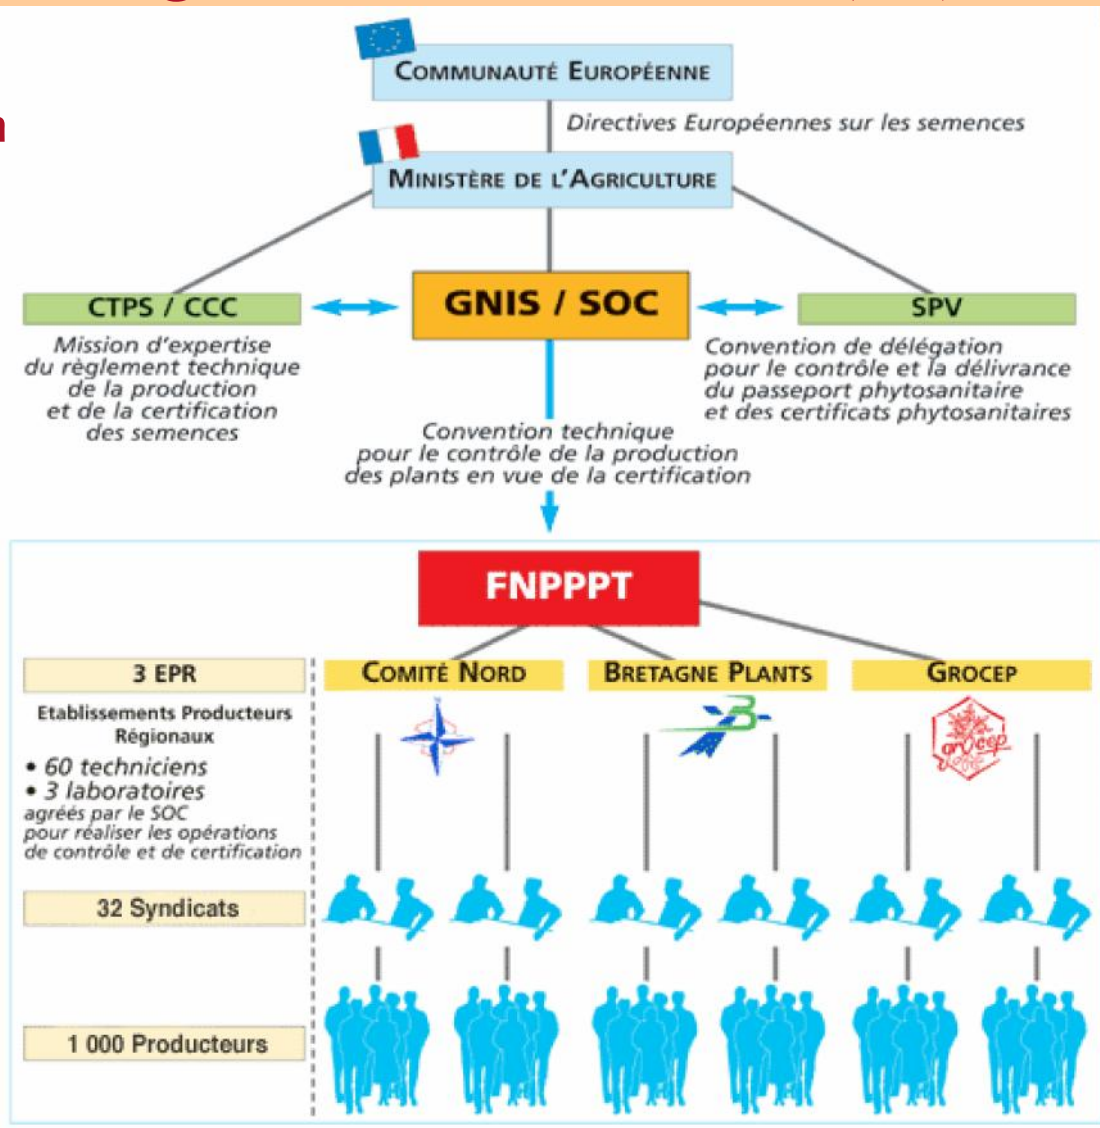 COMMUNAUTÉ EUROPÉENNE
Directives Européennes sur les semences
MINISTÈRE DE L'AGRICULTURE
CTPS / CCC
GNIS / SOC
SPV
Mission d'expertise
du règlement technique
de la production
et de la certification
des semences
Convention de délégation
pour le contrôle et la délivrance
du passeport phytosanitaire
et des certificats phytosanitaires
Convention technique
pour le contrôle de la production
des plants en vue de la certification
FNPPPT
3 EPR
COMITÉ NORD
BRETAGNE PLANTS
GROCEP
Etablissements Producteurs
Régionaux
• 60 techniciens
• 3 laboratoires
agréés par le SOC
pour réaliser les opérations
de contrôle et de certification
grocep
32 Syndicats
1 000 Producteurs